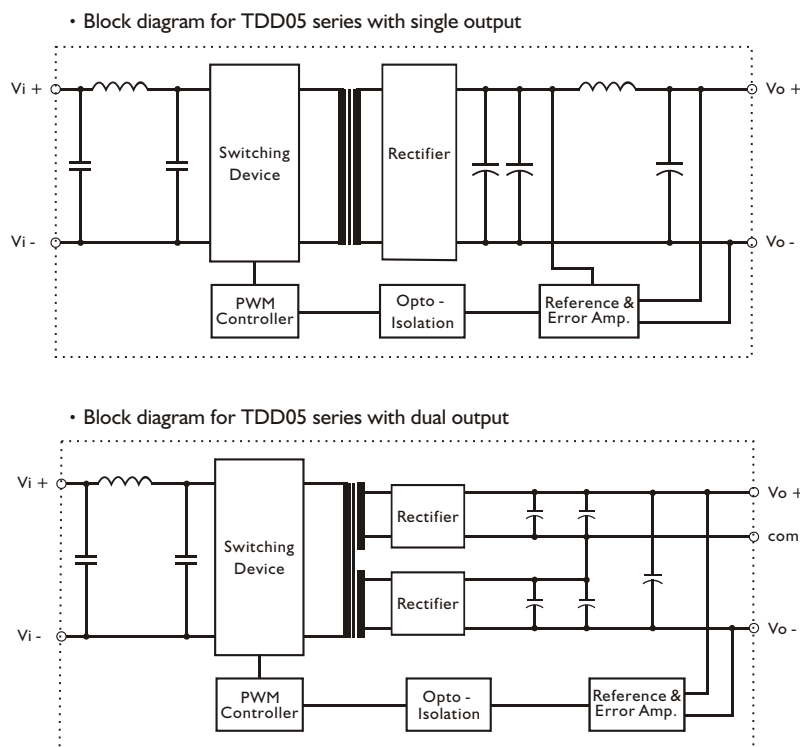 • Block diagram for TDD05 series with single output
Vi +
Vo +
Switching
Device
Rectifier
Vi -
Vo -
PWM
Controller
Opto -
Isolation
Reference &
Error Amp.
• Block diagram for TDD05 series with dual output
Vi +
Vo +
Rectifier
com
Switching
Device
Rectifier
Vi -
Vo -
PWM
Controller
Opto -
Isolation
Reference &
Error Amp.